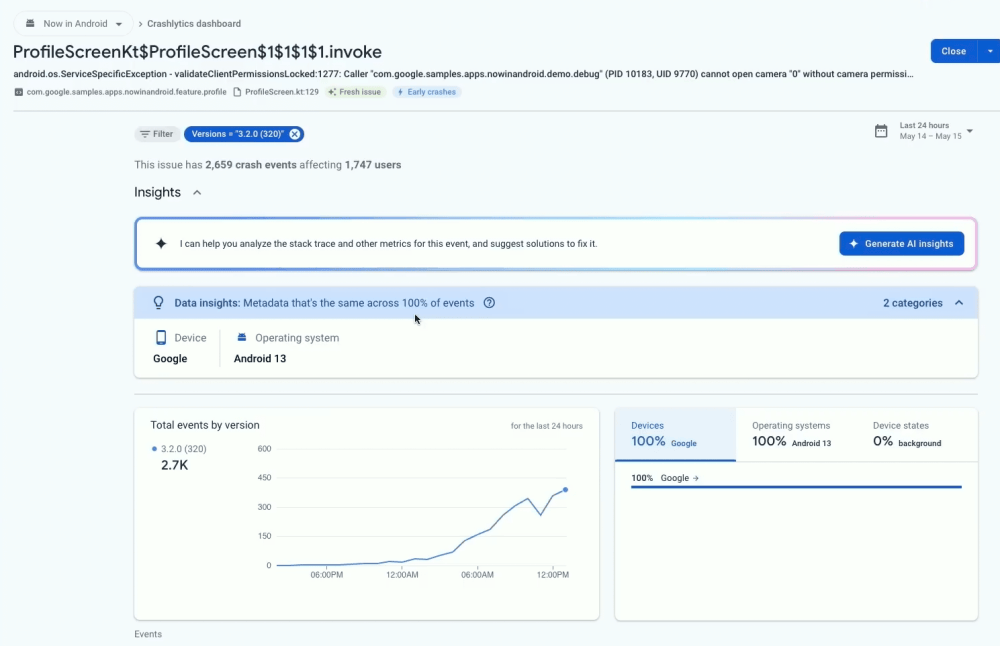 Now in Android
Crashlytics dashboard
ProfileScreenKt$ProfileScreen$1$1$1$1.invoke
Close
android.os.ServiceSpecificException - validateClientPermissionsLocked:1277: Caller "com.google.samples.apps.nowinandroid.demo.debug" (PID 10183, UID 9770) cannot open camera "0" without camera permissi...
com.google.samples.apps.nowinandroid.feature.profile ProfileScreen.kt:129 Fresh issue Early crashes
Filter
Versions = "3.2.0 (320)"
Last 24 hours
May 14 – May 15
This issue has 2,659 crash events affecting 1,747 users
Insights
I can help you analyze the stack trace and other metrics for this event, and suggest solutions to fix it.
Generate AI insights
Data insights: Metadata that's the same across 100% of events
2 categories
Device
Google
Operating system
Android 13
Total events by version
for the last 24 hours
3.2.0 (320)
2.7K
600
450
300
150
0
06:00PM 12:00AM 06:00AM 12:00PM
Devices
100% Google
Operating systems
100% Android 13
Device states
0% background
100% Google →
Events